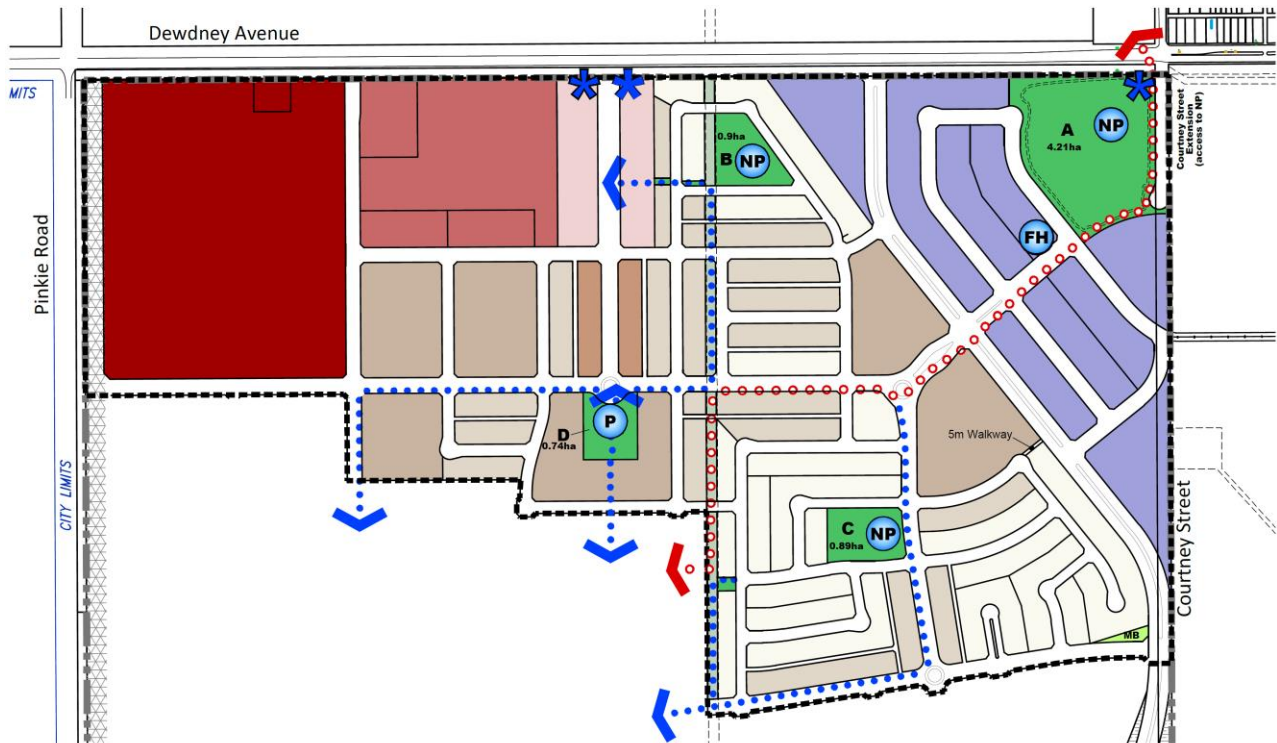 Dewdney Avenue
MITS
Pinkie Road
CITY LIMITS
0.9ha
B
NP
A
4.21ha
NP
Courtney Street
Extension
(access to NP)
FH
P
D
0.74ha
5m Walkway
C
0.89ha
NP
Courtney Street
MB